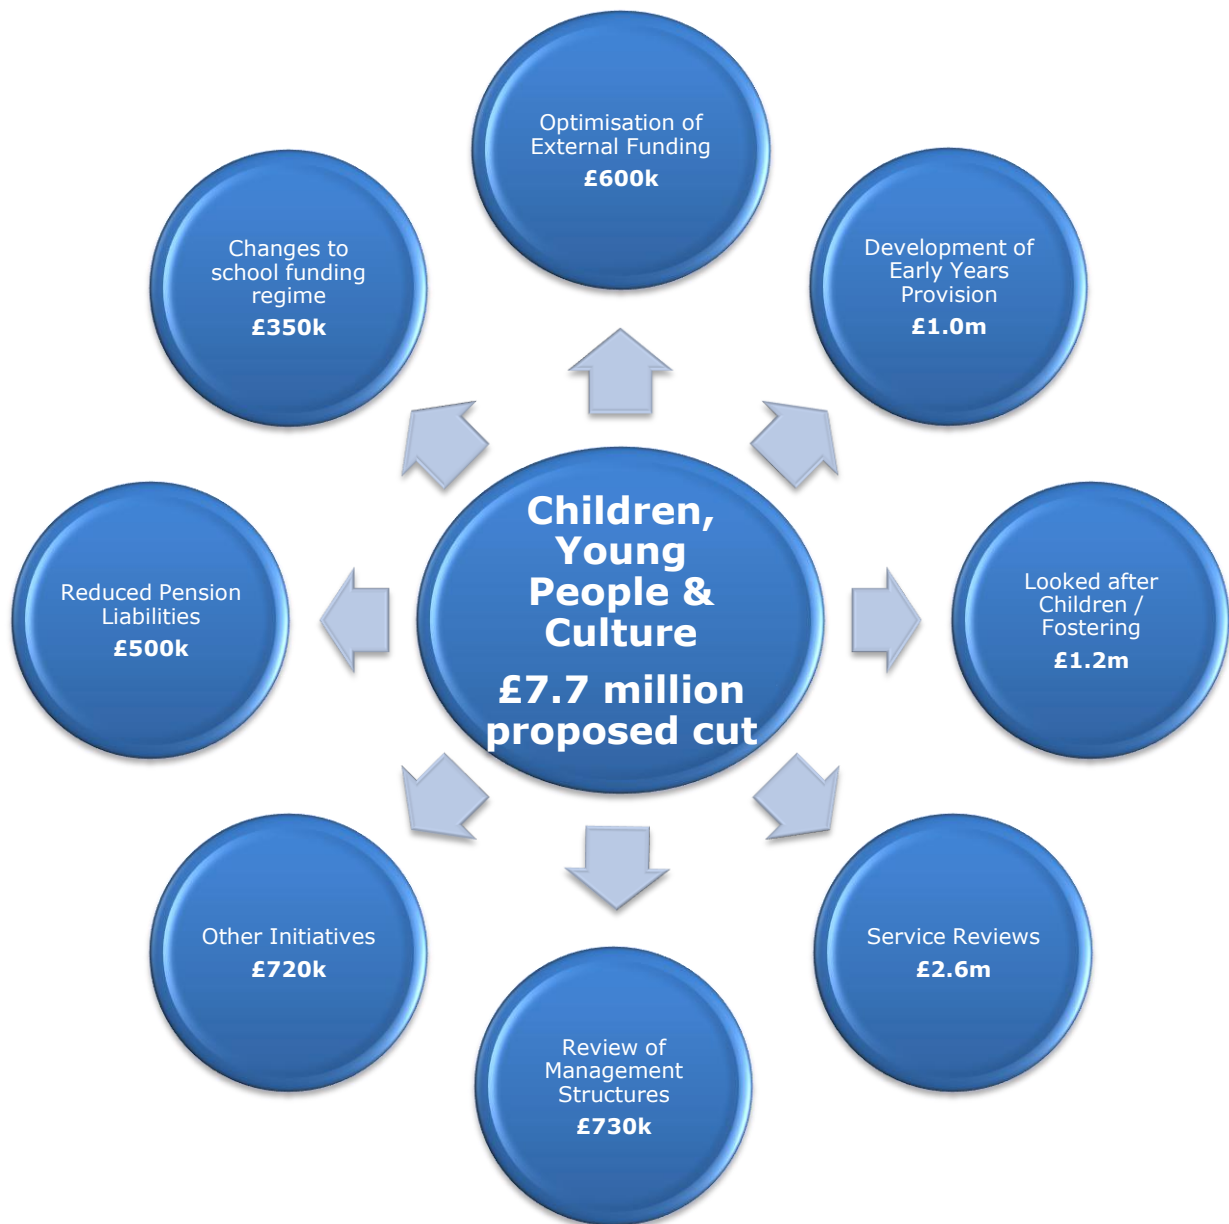 Optimisation of
External Funding
£600k
Development of
Early Years
Provision
£1.0m
Looked after
Children /
Fostering
£1.2m
Service Reviews
£2.6m
Review of
Management
Structures
£730k
Other Initiatives
£720k
Reduced Pension
Liabilities
£500k
Changes to
school funding
regime
£350k
Children,
Young
People &
Culture
£7.7 million
proposed cut